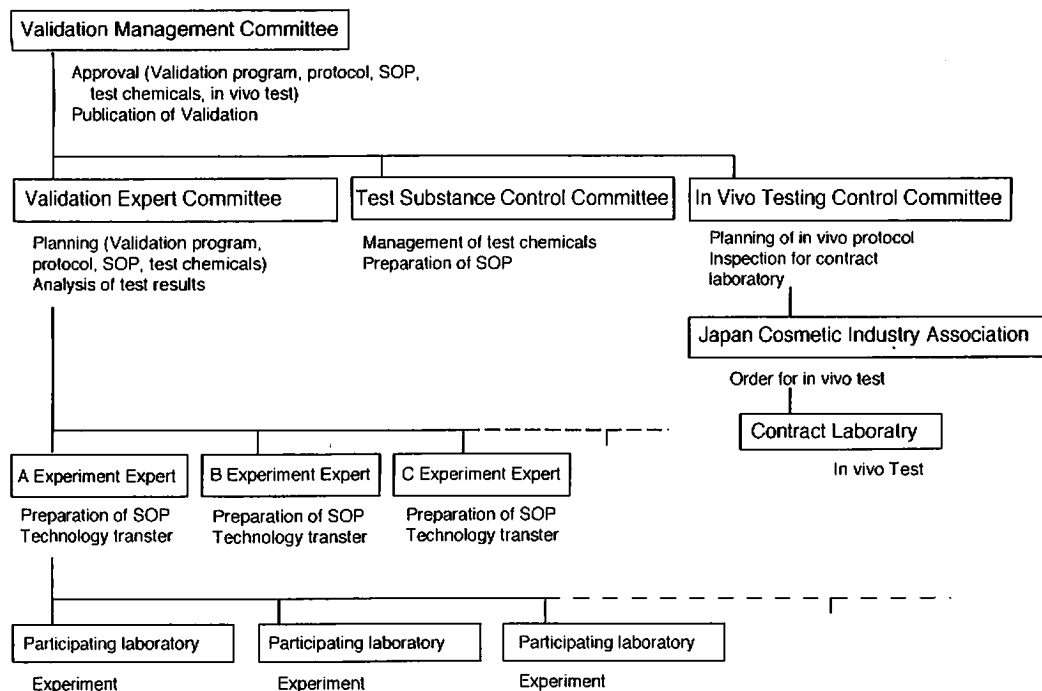 Validation Management Committee
Approval (Validation program, protocol, SOP,
test chemicals, in vivo test)
Publication of Validation
Validation Expert Committee
Planning (Validation program,
protocol, SOP, test chemicals)
Analysis of test results
Test Substance Control Committee
Management of test chemicals
Preparation of SOP
In Vivo Testing Control Committee
Planning of in vivo protocol
Inspection for contract
laboratory
Japan Cosmetic Industry Association
Order for in vivo test
Contract Laboratry
In vivo Test
A Experiment Expert
Preparation of SOP
Technology transter
B Experiment Expert
Preparation of SOP
Technology transter
C Experiment Expert
Preparation of SOP
Technology transter
Participating laboratory
Experiment
Participating laboratory
Experiment
Participating laboratory
Experiment